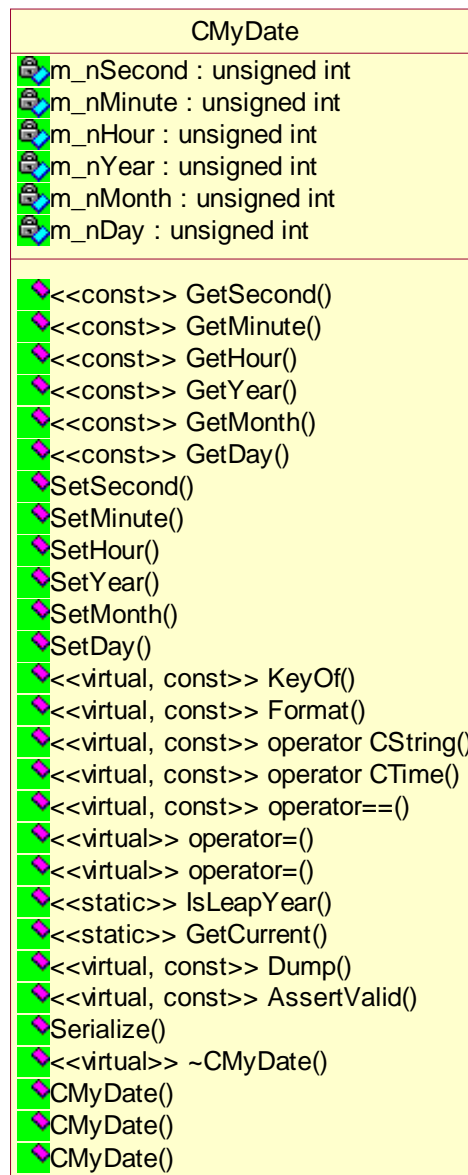 CMyDate
m_nSecond : unsigned int
m_nMinute : unsigned int
m_nHour : unsigned int
m_nYear : unsigned int
m_nMonth : unsigned int
m_nDay : unsigned int
<<const>> GetSecond()
<<const>> GetMinute()
<<const>> GetHour()
<<const>> GetYear()
<<const>> GetMonth()
<<const>> GetDay()
SetSecond()
SetMinute()
SetHour()
SetYear()
SetMonth()
SetDay()
<<virtual, const>> KeyOf()
<<virtual, const>> Format()
<<virtual, const>> operator CString()
<<virtual, const>> operator CTime()
<<virtual, const>> operator==()
<<virtual>> operator=()
<<virtual>> operator=()
<<static>> IsLeapYear()
<<static>> GetCurrent()
<<virtual, const>> Dump()
<<virtual, const>> AssertValid()
Serialize()
<<virtual>> ~CMyDate()
CMyDate()
CMyDate()
CMyDate()